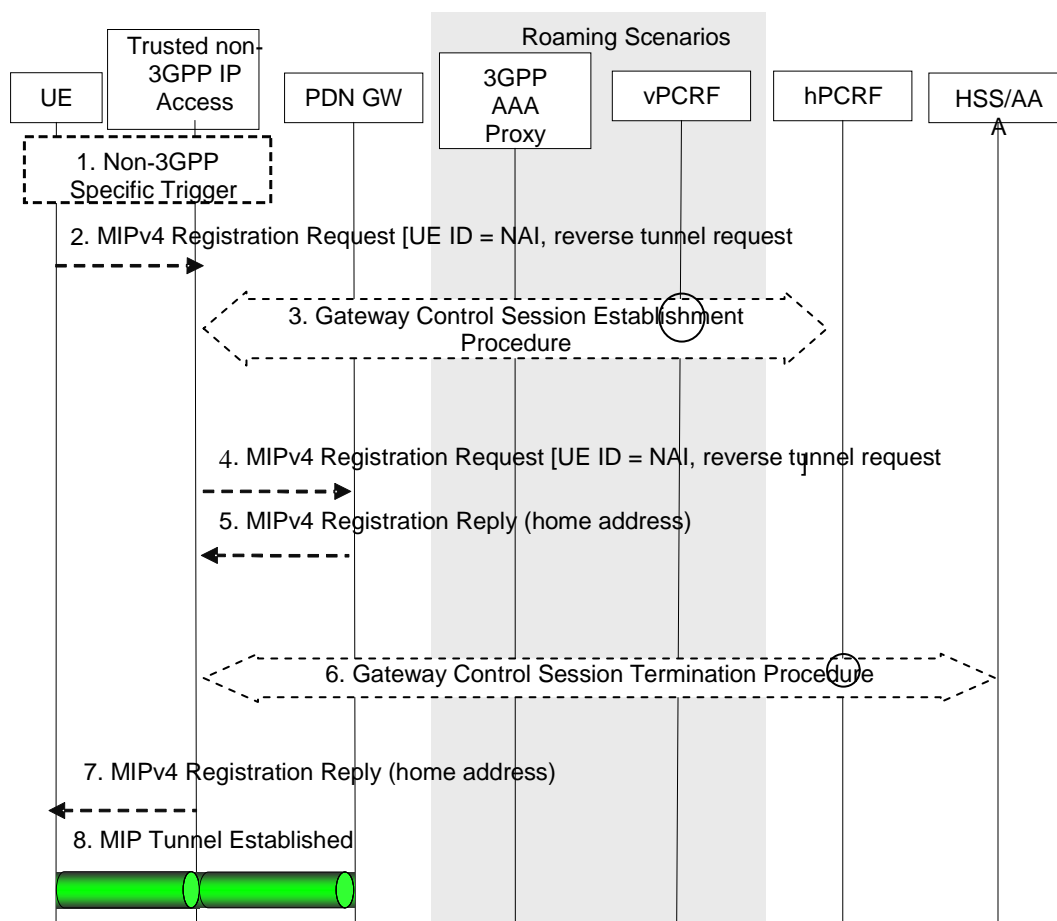 Roaming Scenarios
UE
Trusted non-
3GPP IP
Access
PDN GW
3GPP
AAA
Proxy
vPCRF
hPCRF
HSS/AA
A
1. Non-3GPP
Specific Trigger
2. MIPv4 Registration Request [UE ID = NAI, reverse tunnel request
3. Gateway Control Session Establishment
Procedure
4. MIPv4 Registration Request [UE ID = NAI, reverse tunnel request
]
5. MIPv4 Registration Reply (home address)
6. Gateway Control Session Termination Procedure
7. MIPv4 Registration Reply (home address)
8. MIP Tunnel Established